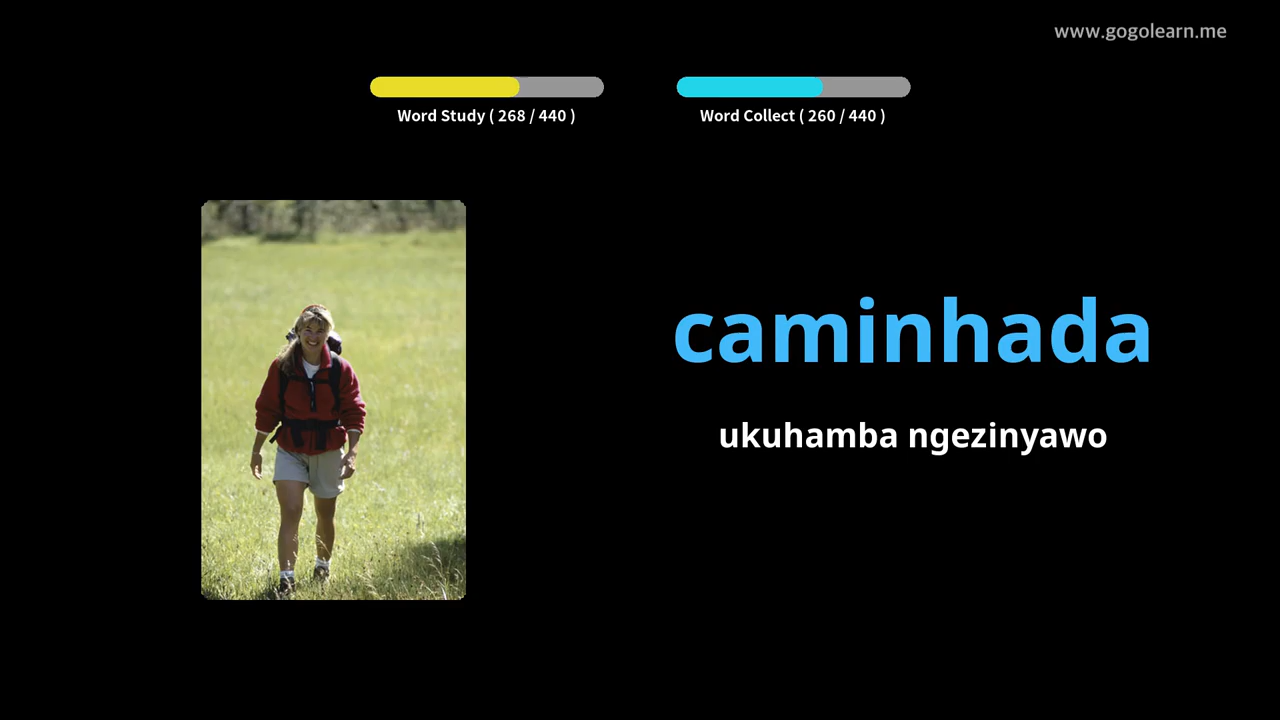 www.gogolearn.me
Word Study ( 268 / 440 )
Word Collect ( 260 / 440 )
caminhada
ukuhamba ngezinyawo